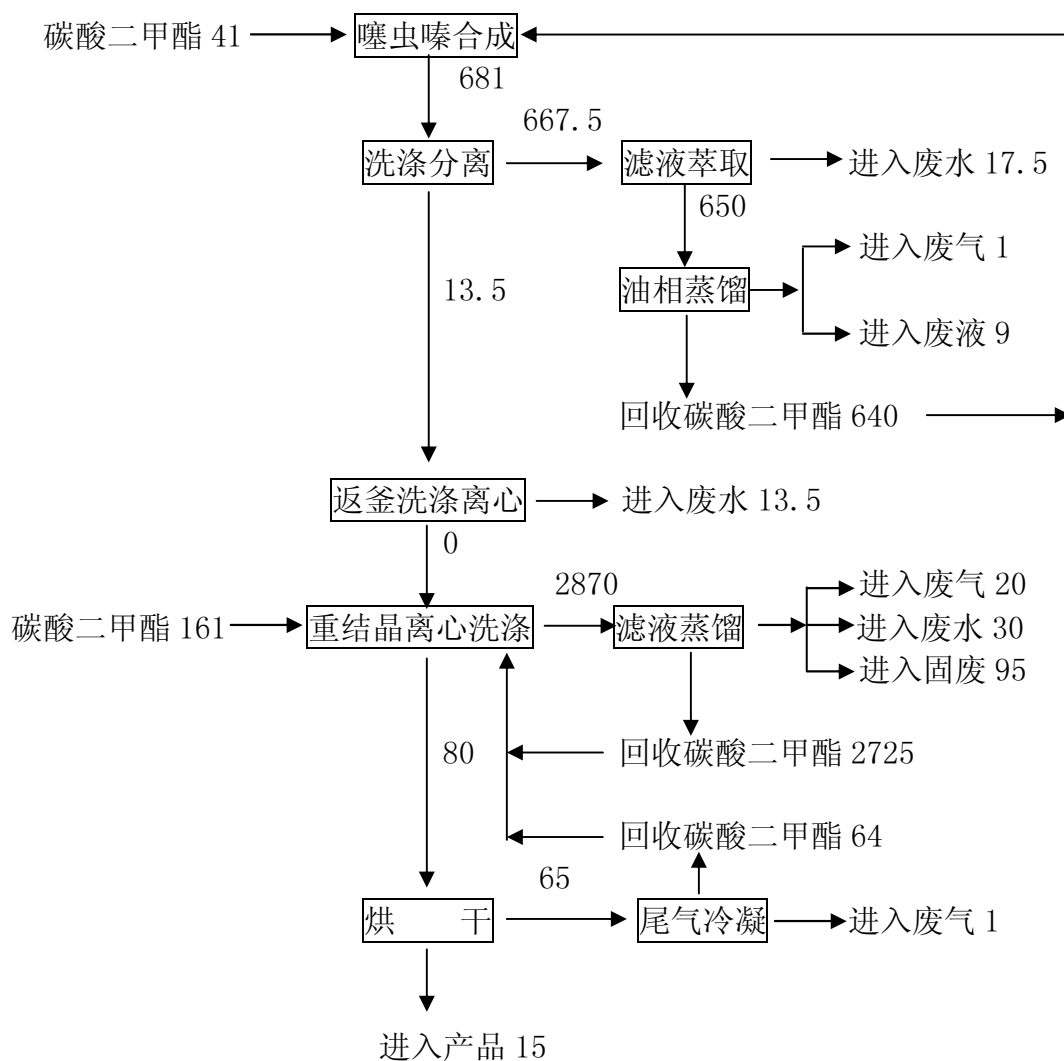 碳酸二甲酯 41
噻虫嗪合成
681
667.5
洗涤分离
滤液萃取
进入废水 17.5
650
进入废气 1
13.5
油相蒸馏
进入废液 9
回收碳酸二甲酯 640
返釜洗涤离心
进入废水 13.5
0
2870
进入废气 20
碳酸二甲酯 161
重结晶离心洗涤
滤液蒸馏
进入废水 30
进入固废 95
80
回收碳酸二甲酯 2725
回收碳酸二甲酯 64
65
烘 干
尾气冷凝
进入废气 1
进入产品 15